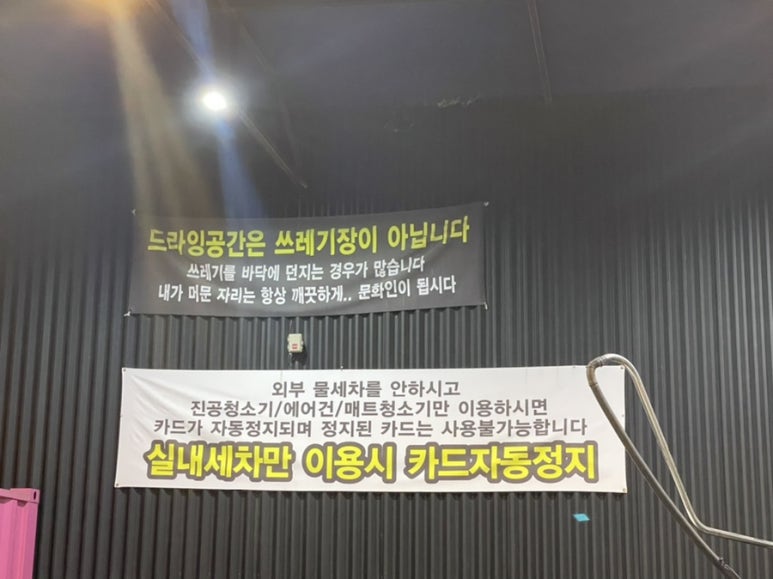 드라잉공간은 쓰레기장이 아닙니다
쓰레기를 바닥에 던지는 경우가 많습니다
내가 머문 자리는 항상 깨끗하게.. 문화인이 됩시다
외부 물세차를 안하시고
진공청소기/에어건/매트청소기만 이용하시면
카드가 자동정지되며 정지된 카드는 사용불가능합니다
실내세차만 이용시 카드자동정지